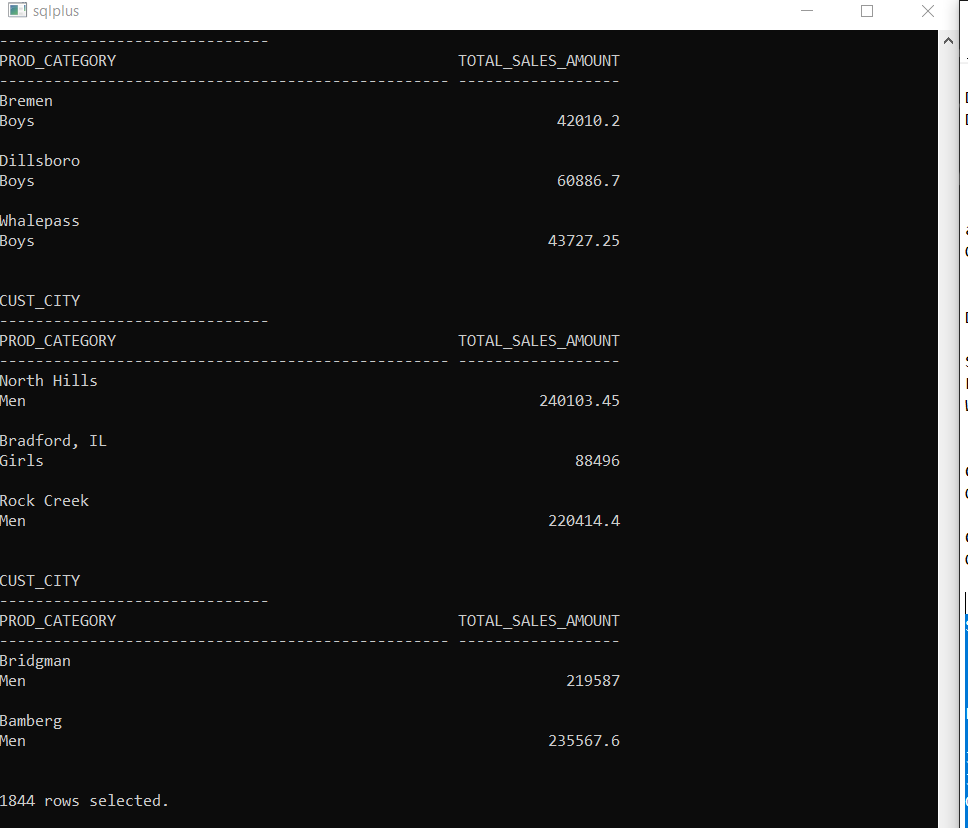 sqlplus
------------------------------
PROD_CATEGORY                                      TOTAL_SALES_AMOUNT
-------------------------------------------------- ------------------
Bremen
Boys                                                          42010.2
Dillsboro
Boys                                                          60886.7
Whalepass
Boys                                                         43727.25
CUST_CITY
------------------------------
PROD_CATEGORY                                      TOTAL_SALES_AMOUNT
-------------------------------------------------- ------------------
North Hills
Men                                                         240103.45
Bradford, IL
Girls                                                           88496
Rock Creek
Men                                                          220414.4
CUST_CITY
------------------------------
PROD_CATEGORY                                      TOTAL_SALES_AMOUNT
-------------------------------------------------- ------------------
Bridgman
Men                                                            219587
Bamberg
Men                                                          235567.6
1844 rows selected.